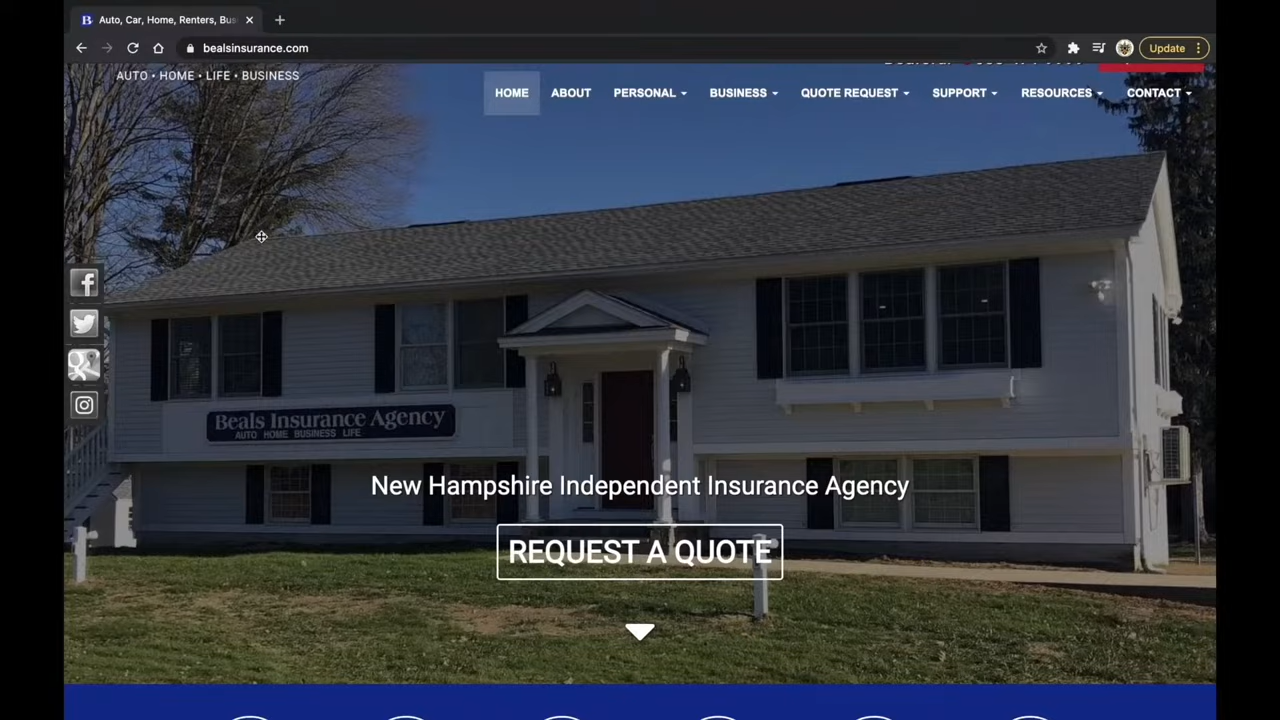 Auto, Car, Home, Renters, Bus
bealsinsurance.com
Update
AUTO • HOME • LIFE • BUSINESS
HOME
ABOUT
PERSONAL
BUSINESS
QUOTE REQUEST
SUPPORT
RESOURCES
CONTACT
Beals Insurance Agency
AUTO HOME BUSINESS LIFE
New Hampshire Independent Insurance Agency
REQUEST A QUOTE